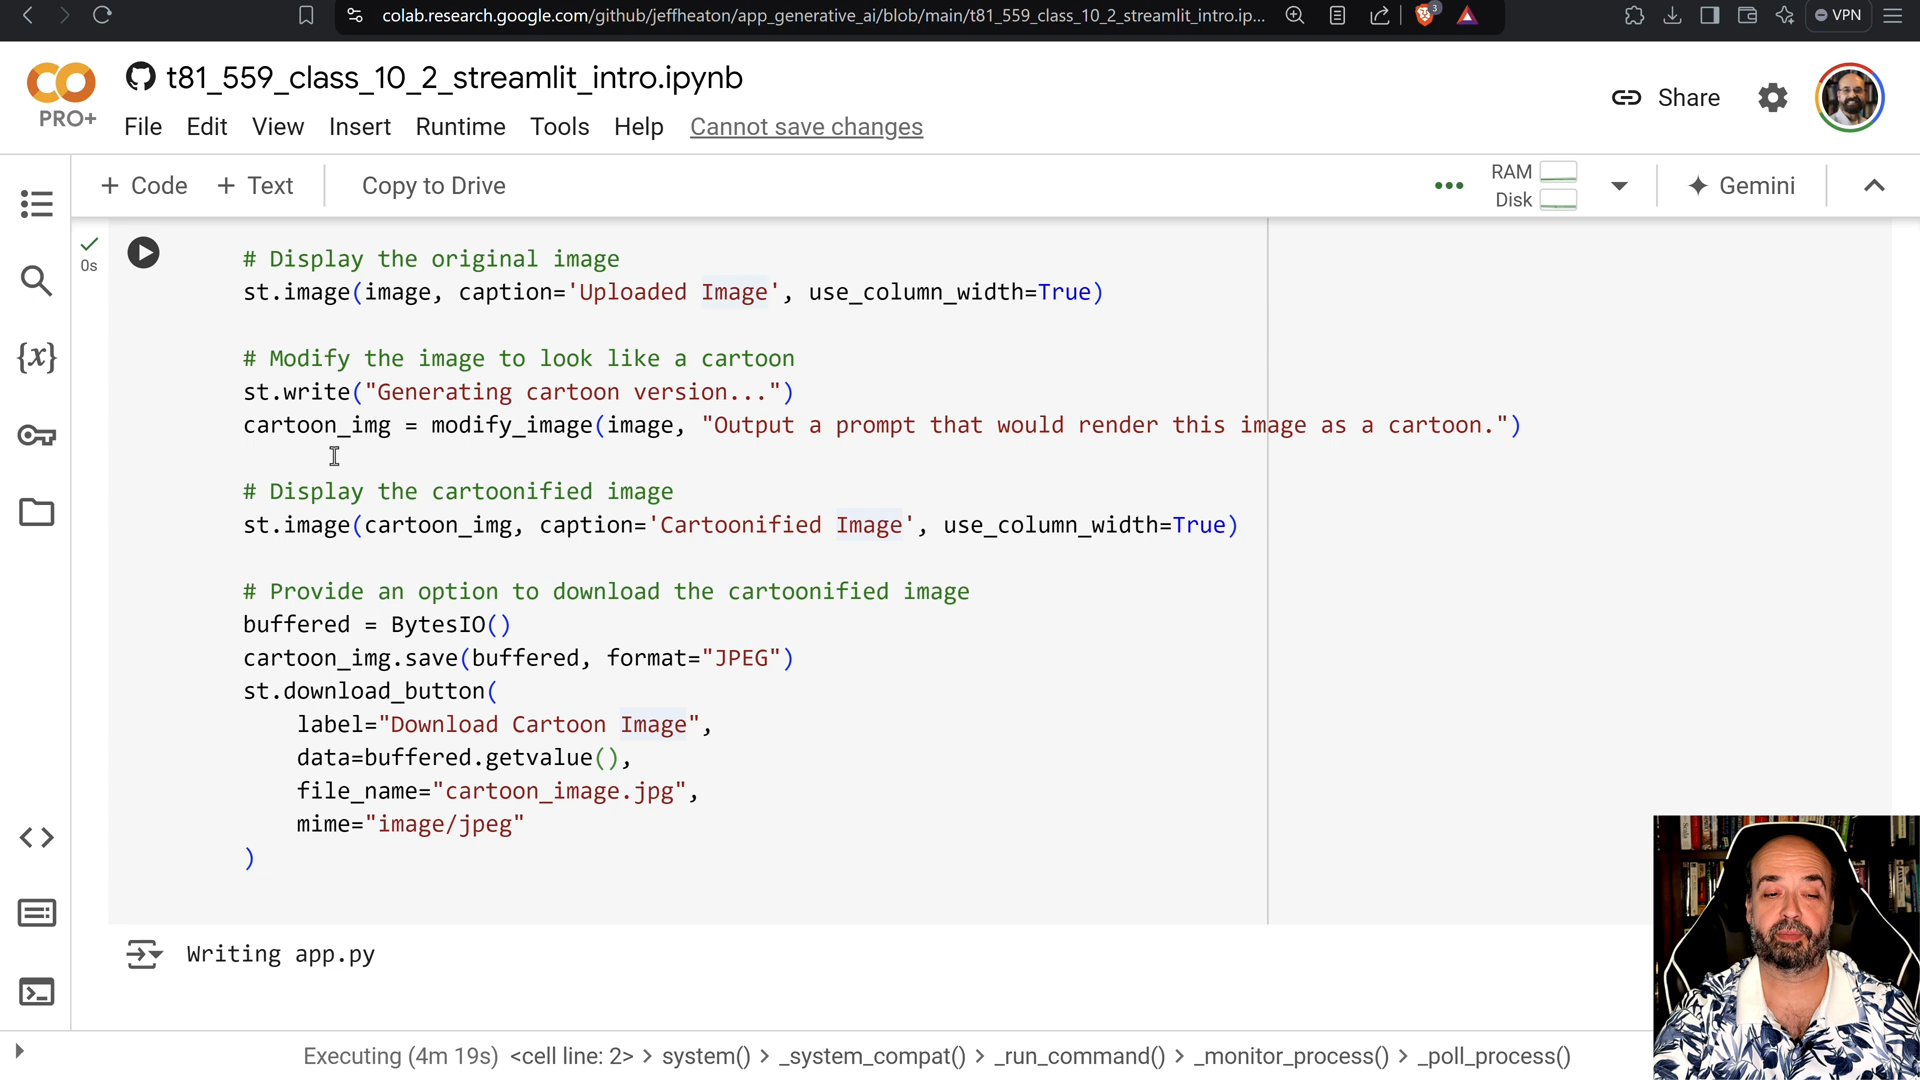 colab.research.google.com/github/jeffheaton/app_generative_ai/blob/main/t81_559_class_10_2_streamlit_intro.ip...
3
VPN
PRO+
t81_559_class_10_2_streamlit_intro.ipynb
File Edit View Insert Runtime Tools Help Cannot save changes
Share
+ Code + Text Copy to Drive
RAM
Disk
Gemini
{x}
0s
# Display the original image
st.image(image, caption='Uploaded Image', use_column_width=True)
# Modify the image to look like a cartoon
st.write("Generating cartoon version...")
cartoon_img = modify_image(image, "Output a prompt that would render this image as a cartoon.")
# Display the cartoonified image
st.image(cartoon_img, caption='Cartoonified Image', use_column_width=True)
# Provide an option to download the cartoonified image
buffered = BytesIO()
cartoon_img.save(buffered, format="JPEG")
st.download_button(
label="Download Cartoon Image",
data=buffered.getvalue(),
file_name="cartoon_image.jpg",
mime="image/jpeg"
)
Writing app.py
Executing (4m 19s) <cell line: 2> > system() > _system_compat() > _run_command() > _monitor_process() > _poll_process()